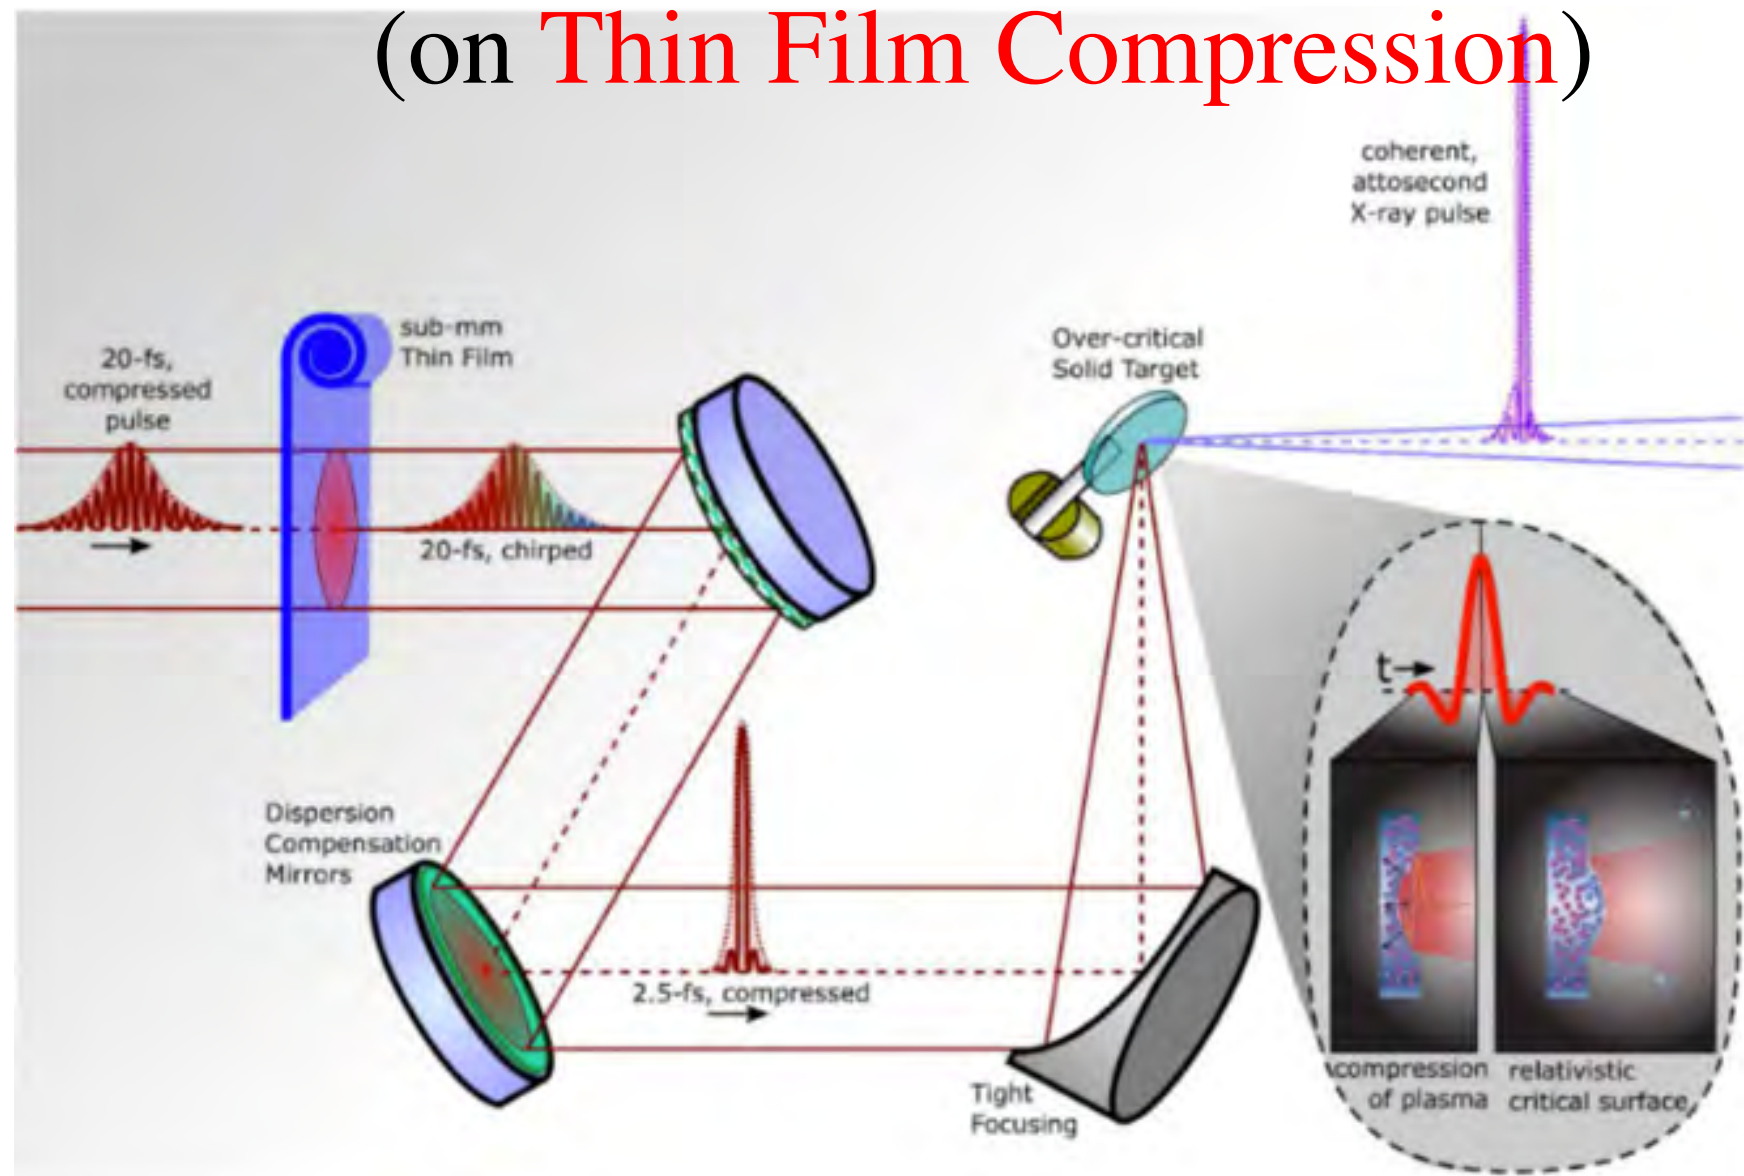 (on Thin Film Compression)
coherent,
attosecond
X-ray pulse
sub-mm
Thin Film
20-fs,
compressed
pulse
Over-critical
Solid Target
20-fs, chirped
t
Dispersion
Compensation
Mirrors
2.5-fs, compressed
Tight
Focusing
compression
of plasma
relativistic
critical surface